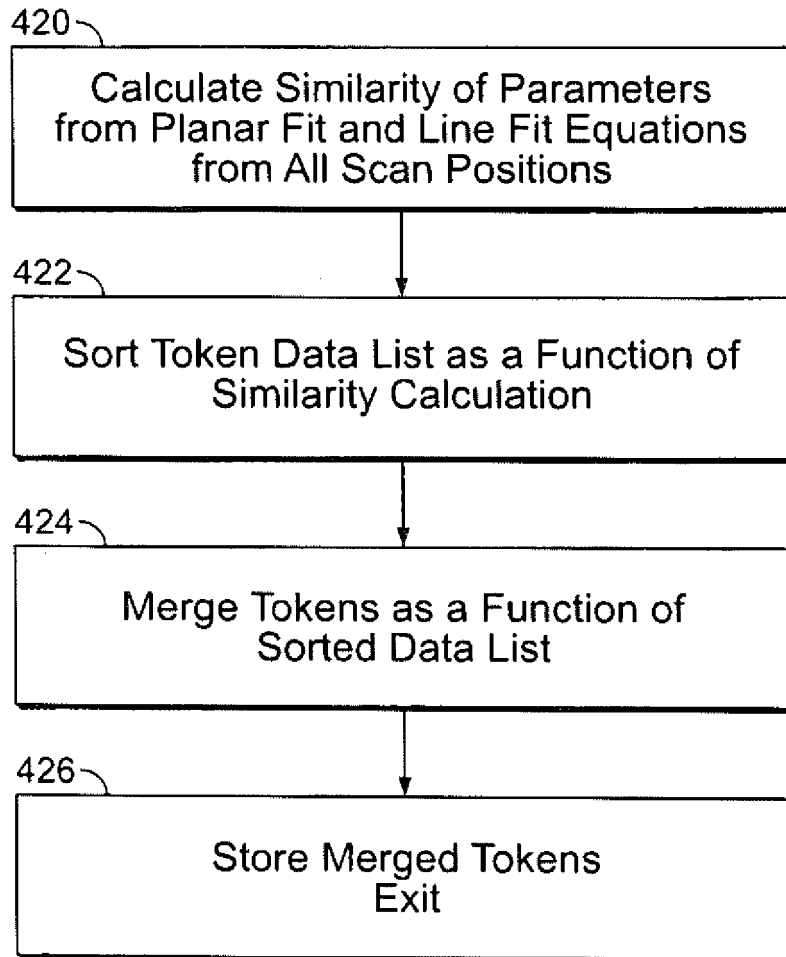 420
Calculate Similarity of Parameters
from Planar Fit and Line Fit Equations
from All Scan Positions
422
Sort Token Data List as a Function of
Similarity Calculation
424
Merge Tokens as a Function of
Sorted Data List
426
Store Merged Tokens
Exit